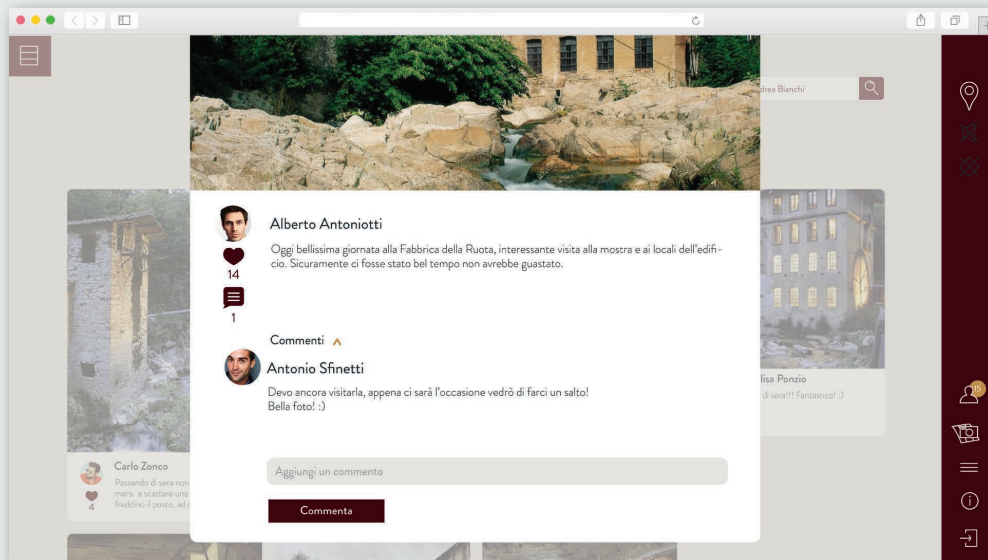 drea Bianchi
Alberto Antoniotti
Oggi bellissima giornata alla Fabbrica della Ruota, interessante visita alla mostra e ai locali dell'edifi-
cio. Sicuramente ci fosse stato bel tempo non avrebbe guastato.
14
1
Commenti
Antonio Sfinetti
Devo ancora visitarla, appena ci sarà l'occasione vedrò di farci un salto!
Bella foto! :)
Aggiungi un commento
Commenta
Carlo Zonco
Passando di sera non
marsi a scattare una
freddino il posto, ad
4
lisa Ponzio
di sera!!! Fantastico! :)
15